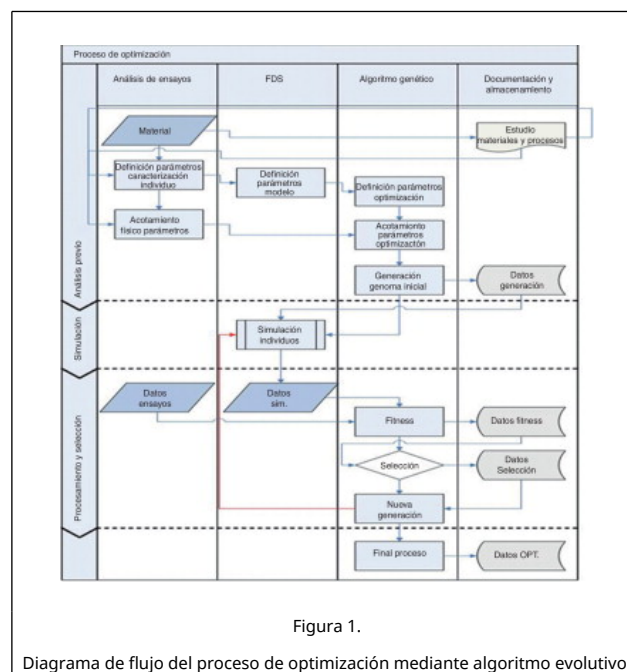 Proceso de optimización
Análisis de ensayos
FDS
Algoritmo genético
Documentación y
almacenamiento
Análisis previo
Material
Estudio
materiales y procesos
Definición parámetros
caracterización
individuo
Definición
parámetros
modelo
Definición parámetros
optimización
Acotamiento
físico parámetros
Acotamiento
parámetros
optimizactón
Generación
genoma inicial
Datos
generación
Simulación
Simulación
individuos
Procesamiento y selección
Datos
ensayos
Datos
sim.
Fitness
Datos fitness
Selección
Datos
Selección
Nueva
generación
Final proceso
Datos OPT.
Figura 1.
Diagrama de flujo del proceso de optimización mediante algoritmo evolutivo